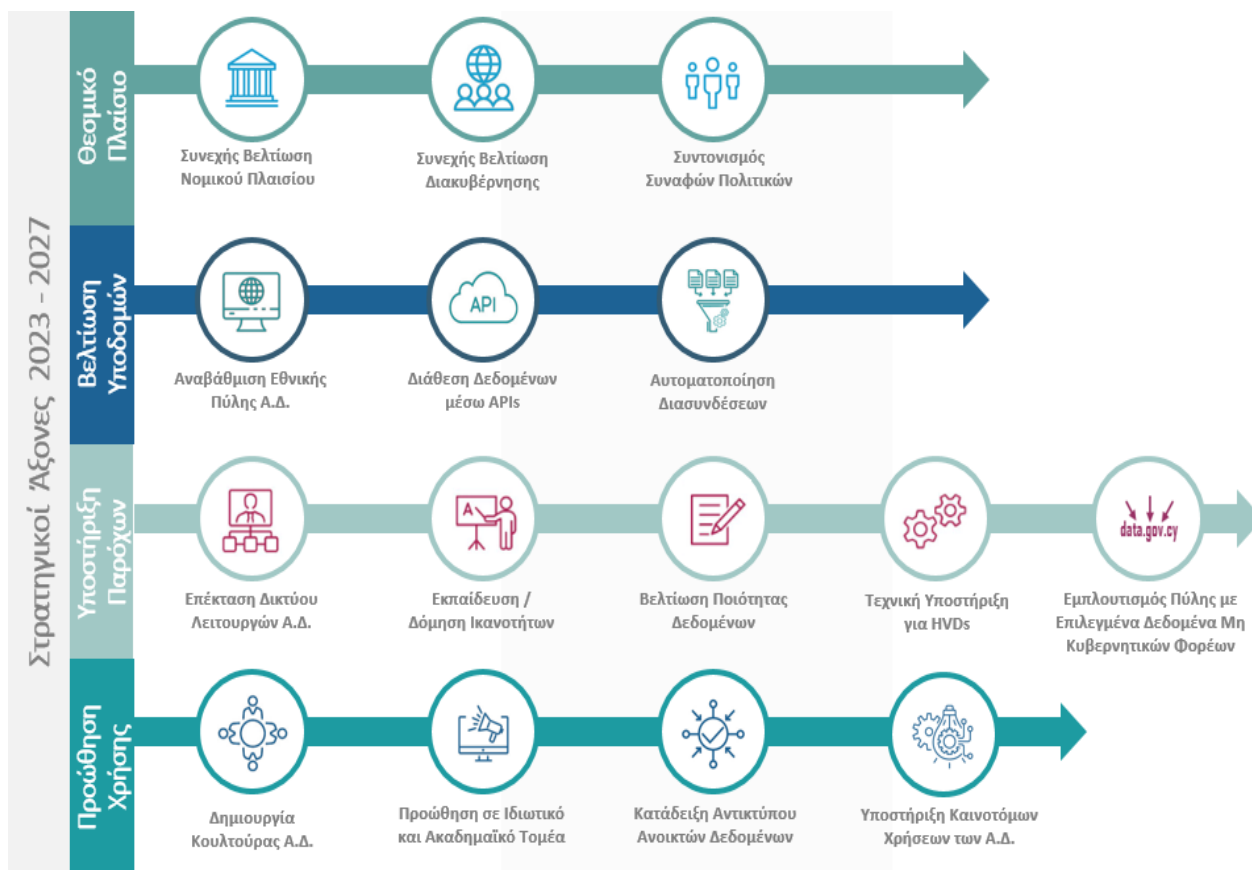 Στρατηγικοί Άξονες 2023 - 2027
Θεσμικό
Πλαίσιο
Συνεχής Βελτίωση
Νομικού Πλαισίου
Συνεχής Βελτίωση
Διακυβέρνησης
Συντονισμός
Συναφών Πολιτικών
Βελτίωση
Υποδομών
API
Αναβάθμιση Εθνικής
Πύλης Α.Δ.
Διάθεση Δεδομένων
μέσω APIs
Αυτοματοποίηση
Διασυνδέσεων
Υποστήριξη
Παρόχων
A
data.gov.cy
Επέκταση Δικτύου
Λειτουργών Α.Δ.
Εκπαίδευση /
Δόμηση Ικανοτήτων
Βελτίωση Ποιότητας
Δεδομένων
Τεχνική Υποστήριξη
για HVDs
Εμπλουτισμός Πύλης με
Επιλεγμένα Δεδομένα Μη
Κυβερνητικών Φορέων
Προώθηση
Χρήσης
Δημιουργία
Κουλτούρας Α.Δ.
Προώθηση σε Ιδιωτικό
και Ακαδημαϊκό Τομέα
Κατάδειξη Αντικτύπου
Ανοικτών Δεδομένων
Υποστήριξη Καινοτόμων
Χρήσεων των Α.Δ.